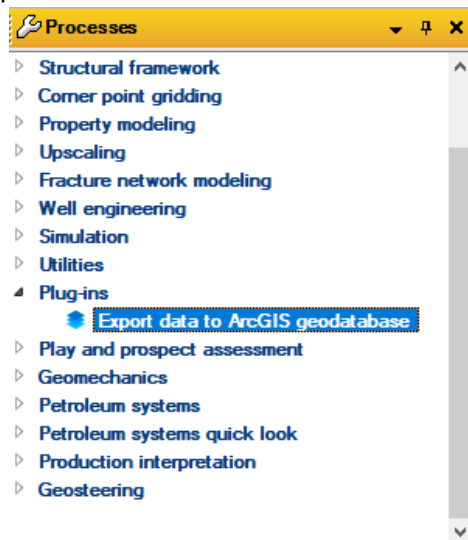 Processes
Structural framework
Corner point gridding
Property modeling
Upscaling
Fracture network modeling
Well engineering
Simulation
Utilities
Plug-ins
Export data to ArcGIS geodatabase
Play and prospect assessment
Geomechanics
Petroleum systems
Petroleum systems quick look
Production interpretation
Geosteering